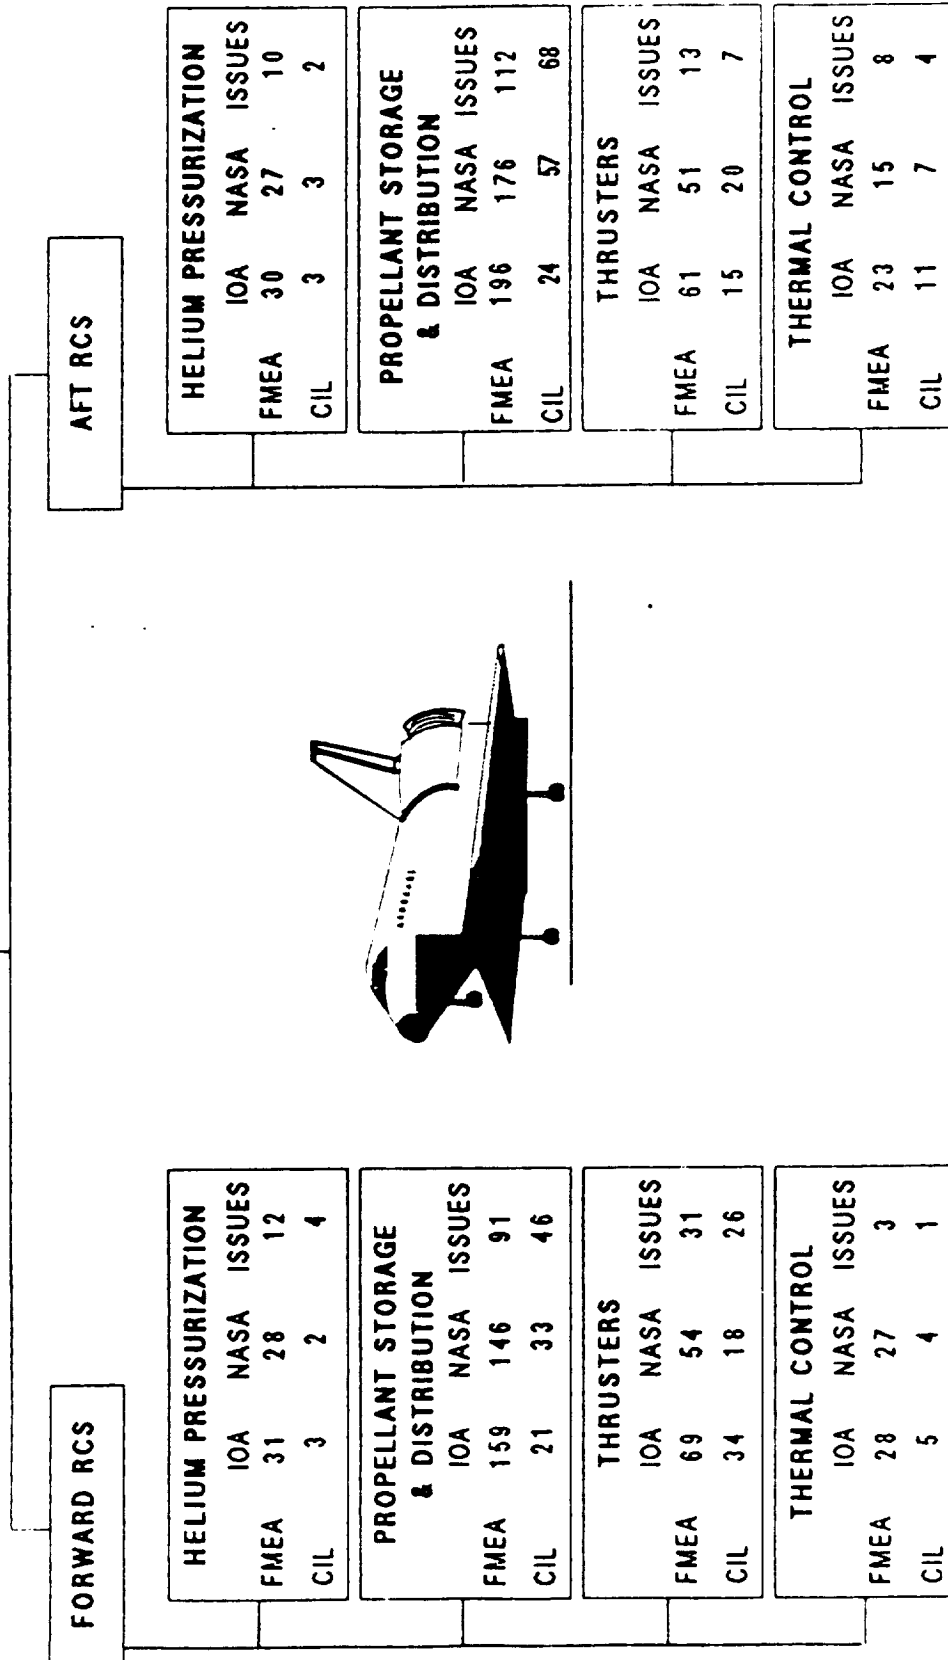 FORWARD RCS
HELIUM PRESSURIZATION
IOA NASA ISSUES
FMEA 31 28 12
CIL 3 2 4
PROPELLANT STORAGE
& DISTRIBUTION
IOA NASA ISSUES
FMEA 159 146 91
CIL 21 33 46
THRUSTERS
IOA NASA ISSUES
FMEA 69 54 31
CIL 34 18 26
THERMAL CONTROL
IOA NASA ISSUES
FMEA 28 27 3
CIL 5 4 1
AFT RCS
HELIUM PRESSURIZATION
IOA NASA ISSUES
FMEA 30 27 10
CIL 3 3 2
PROPELLANT STORAGE
& DISTRIBUTION
IOA NASA ISSUES
FMEA 196 176 112
CIL 24 57 68
THRUSTERS
IOA NASA ISSUES
FMEA 61 51 13
CIL 15 20 7
THERMAL CONTROL
IOA NASA ISSUES
FMEA 23 15 8
CIL 11 7 4